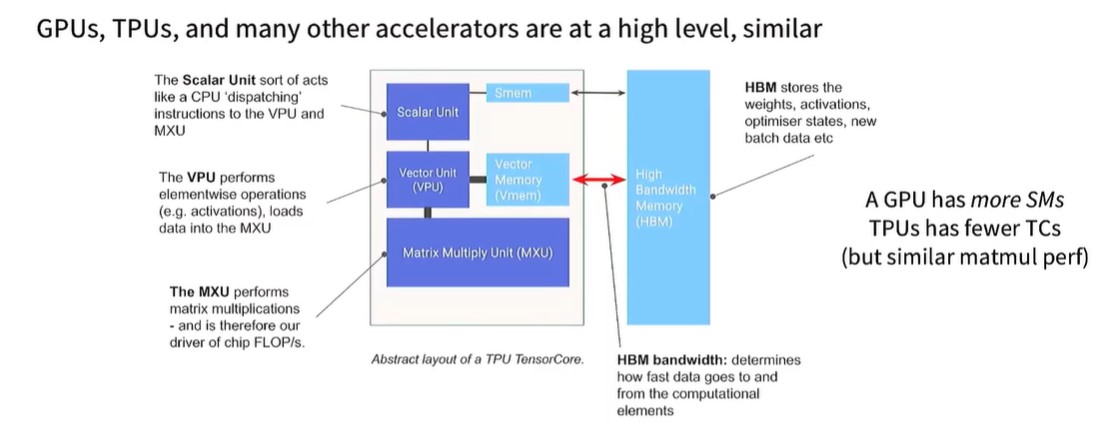 GPUs, TPUs, and many other accelerators are at a high level, similar
The Scalar Unit sort of acts
like a CPU 'dispatching'
instructions to the VPU and
MXU
The VPU performs
elementwise operations
(e.g. activations), loads
data into the MXU
The MXU performs
matrix multiplications
- and is therefore our
driver of chip FLOP/s.
Scalar Unit
Smem
Vector Unit
(VPU)
Vector
Memory
(Vmem)
Matrix Multiply Unit (MXU)
Abstract layout of a TPU TensorCore.
High
Bandwidth
Memory
(HBM)
HBM stores the
weights, activations,
optimiser states, new
batch data etc
HBM bandwidth: determines
how fast data goes to and
from the computational
elements
A GPU has more SMs
TPUs has fewer TCs
(but similar matmul perf)